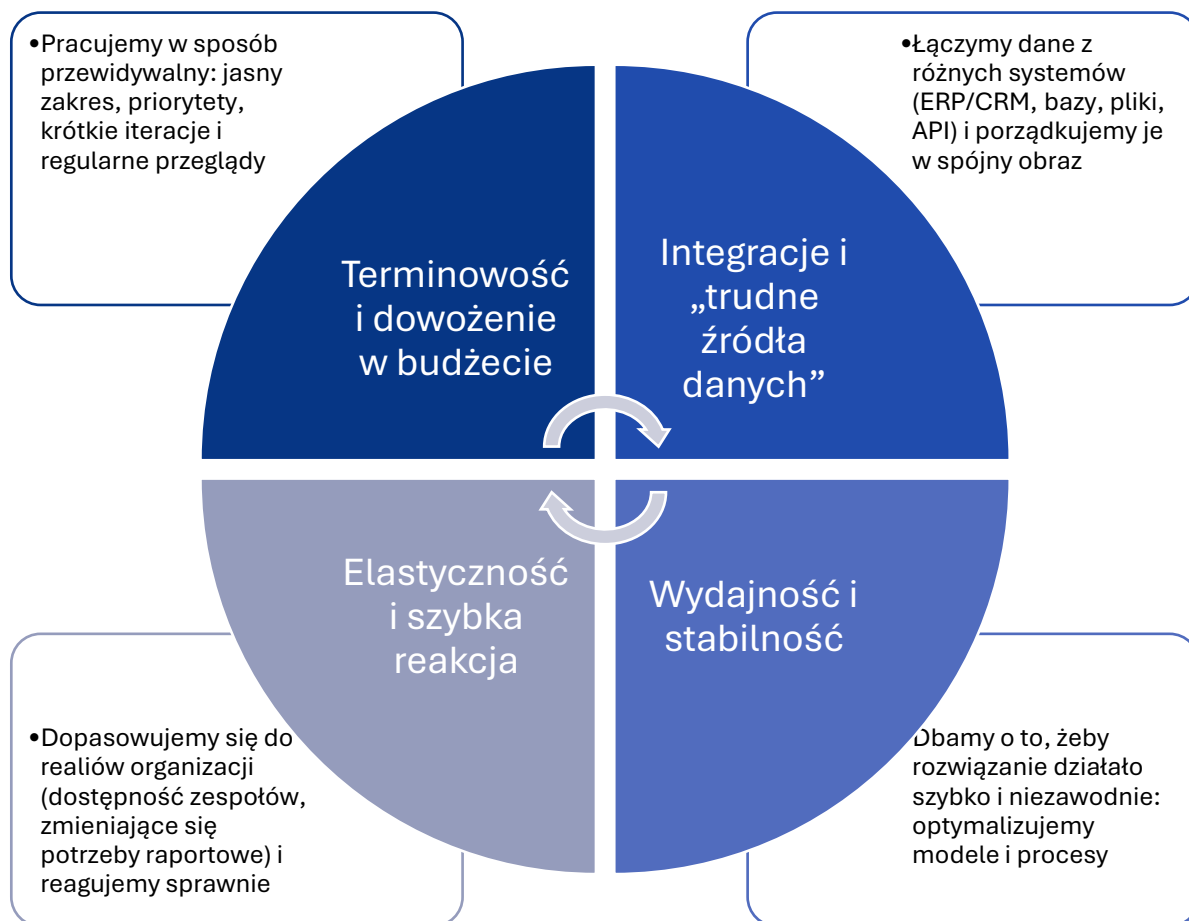 •Pracujemy w sposób
przewidywalny: jasny
zakres, priorytety,
krótkie iteracje i
regularne przeglądy
•Łączymy dane z
różnych systemów
(ERP/CRM, bazy, pliki,
API) i porządkujemy je
w spójny obraz
Terminowość
i dowożenie
w budżecie
Integracje i
„trudne
źródła
danych”
Elastyczność
i szybka
reakcja
Wydajność i
stabilność
•Dopasowujemy się do
realiów organizacji
(dostępność zespołów,
zmieniające się
potrzeby raportowe) i
reagujemy sprawnie
Dbamy o to, żeby
rozwiązanie działało
szybko i niezawodnie:
optymalizujemy
modele i procesy